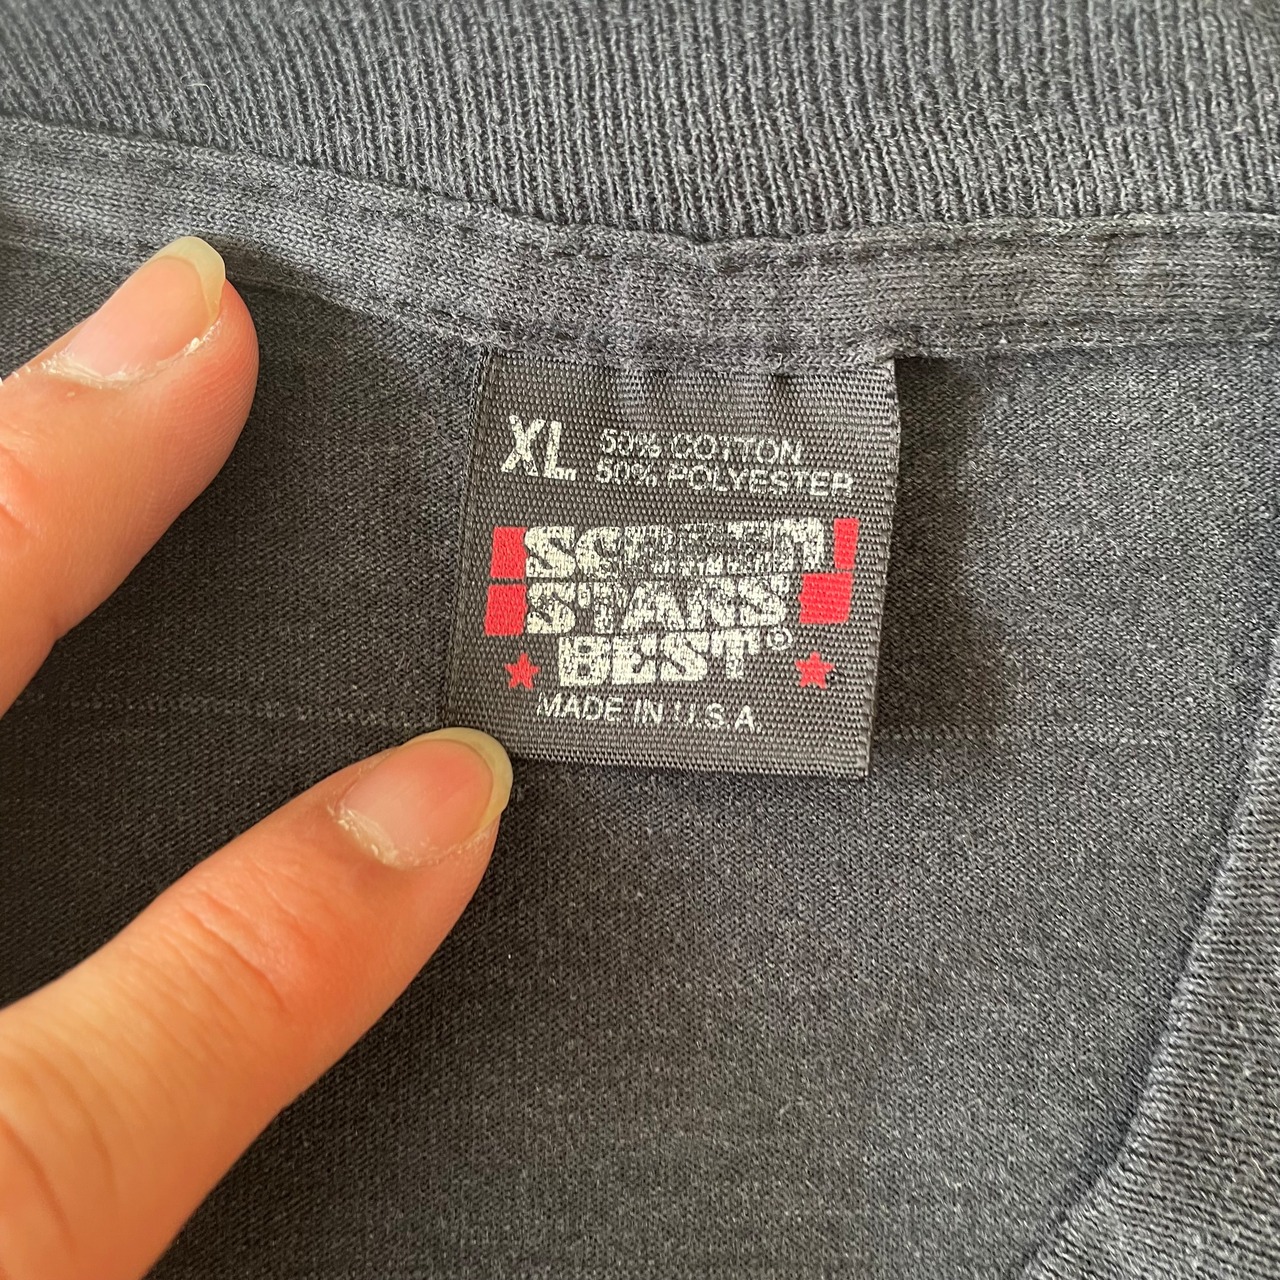 XL 50% COTTON
50% POLYESTER
SCREEN
STARS
BEST®
MADE IN U.S.A.